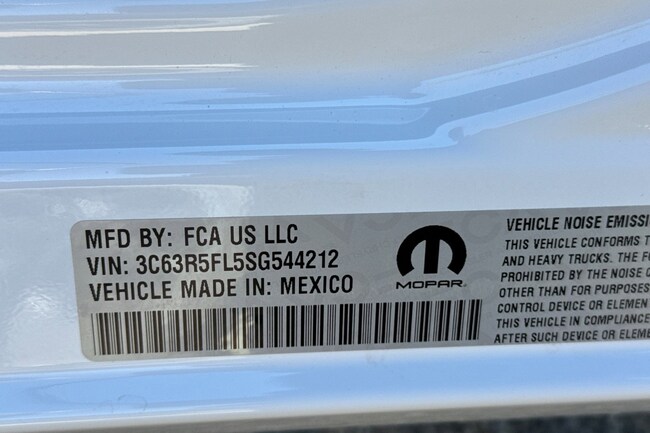 MFD BY: FCA US LLC
VIN: 3C63R5FL5SG544212
VEHICLE MADE IN: MEXICO
MOPAR
VEHICLE NOISE EMISSI
THIS VEHICLE CONFORMS T
AND HEAVY TRUCKS. THE FO
PROHIBITED BY THE NOISE C
OTHER THAN FOR PURPOSES
CONTROL DEVICE OR ELEMEN
THIS VEHICLE IN COMPLIANCE
AFTER SUCH DEVICE OR ELEME